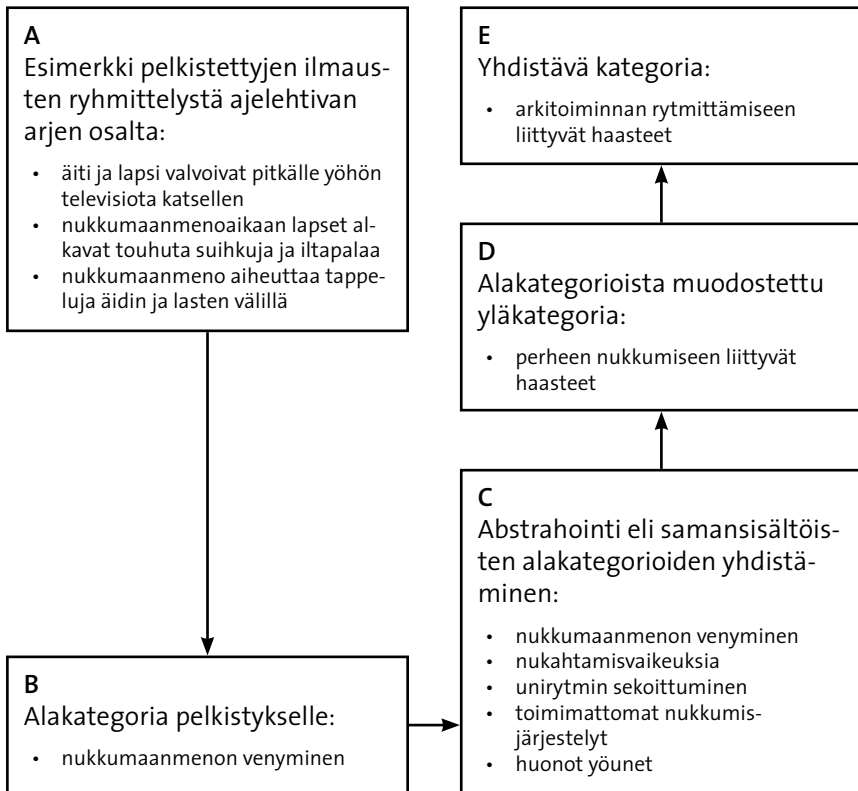 A
Esimerkki pelkistettyjen ilmaus-
ten ryhmittelystä ajelehtivan
arjen osalta:
• äiti ja lapsi valvoivat pitkälle yöhön
televisiota katsellen
• nukkumaanmenoaikaan lapset al-
kavat touhuta suihkuja ja iltapalaa
• nukkumaanmeno aiheuttaa tappe-
luja äidin ja lasten välillä
B
Alakategoria pelkistykselle:
• nukkumaanmenon venyminen
C
Abstrahointi eli samansisältöis-
ten alakategorioiden yhdistä-
minen:
• nukkumaanmenon venyminen
• nukahtamisvaikeuksia
• unirytmin sekoittuminen
• toimimattomat nukkumis-
järjestelyt
• huonot yöunet
D
Alakategorioista muodostettu
yläkategoria:
• perheen nukkumiseen liittyvät
haasteet
E
Yhdistävä kategoria:
• arkitoiminnan rytmittämiseen
liittyvät haasteet